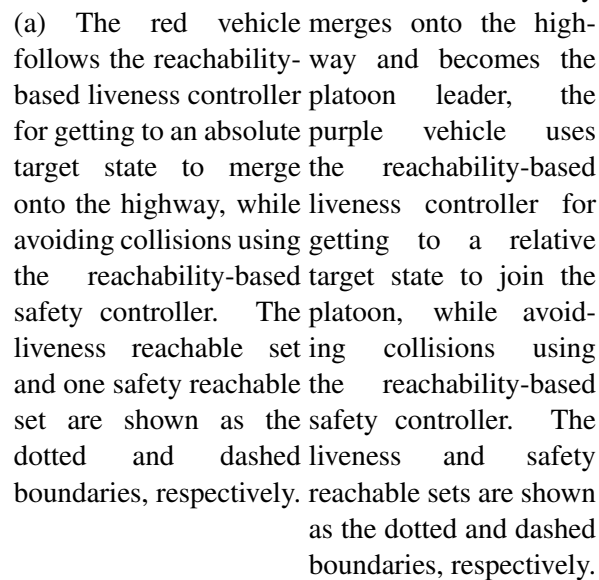 (a) The red vehicle
follows the reachability-
based liveness controller
for getting to an absolute
target state to merge
onto the highway, while
avoiding collisions using
the reachability-based
safety controller. The
liveness reachable set
and one safety reachable
set are shown as the
dotted and dashed
boundaries, respectively.
merges onto the high-
way and becomes the
platoon leader, the
purple vehicle uses
the reachability-based
liveness controller for
getting to a relative
target state to join the
platoon, while avoid-
ing collisions using
the reachability-based
safety controller. The
liveness and safety
reachable sets are shown
as the dotted and dashed
boundaries, respectively.